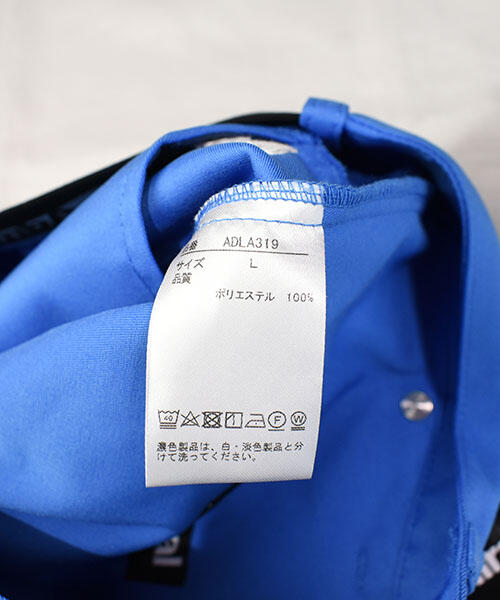 品番 ADLA319
サイズ L
品質
ポリエステル 100%
40 F W
濃色製品は、白・淡色製品と分
けて洗ってください。